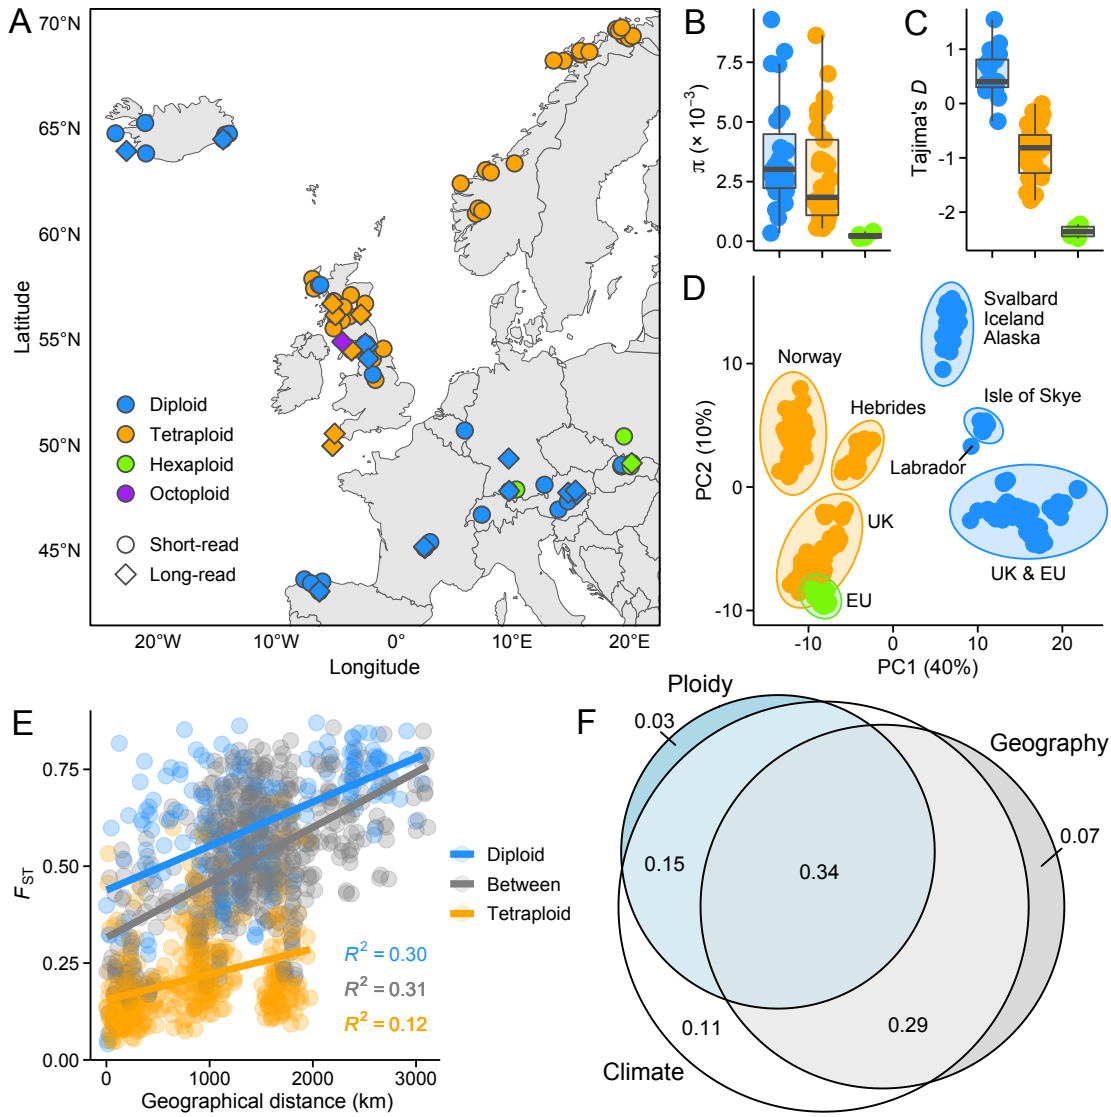 A
70°N
65°N
60°N
55°N
50°N
45°N
Latitude
20°W
10°W
0°
10°E
20°E
Longitude
Diploid
Tetraploid
Hexaploid
Octoploid
Short-read
Long-read
B
π (× 10⁻³)
7.5
5.0
2.5
0.0
C
Tajima's D
1
0
-1
-2
D
Svalbard
Iceland
Alaska
Norway
Isle of Skye
Hebrides
Labrador
UK
UK & EU
EU
PC2 (10%)
10
0
-10
-10
0
10
20
PC1 (40%)
E
FST
0.75
0.50
0.25
0.00
0
1000
2000
3000
Geographical distance (km)
R² = 0.30
R² = 0.31
R² = 0.12
Diploid
Between
Tetraploid
F
Ploidy
0.03
Geography
0.07
0.15
0.34
0.11
0.29
Climate